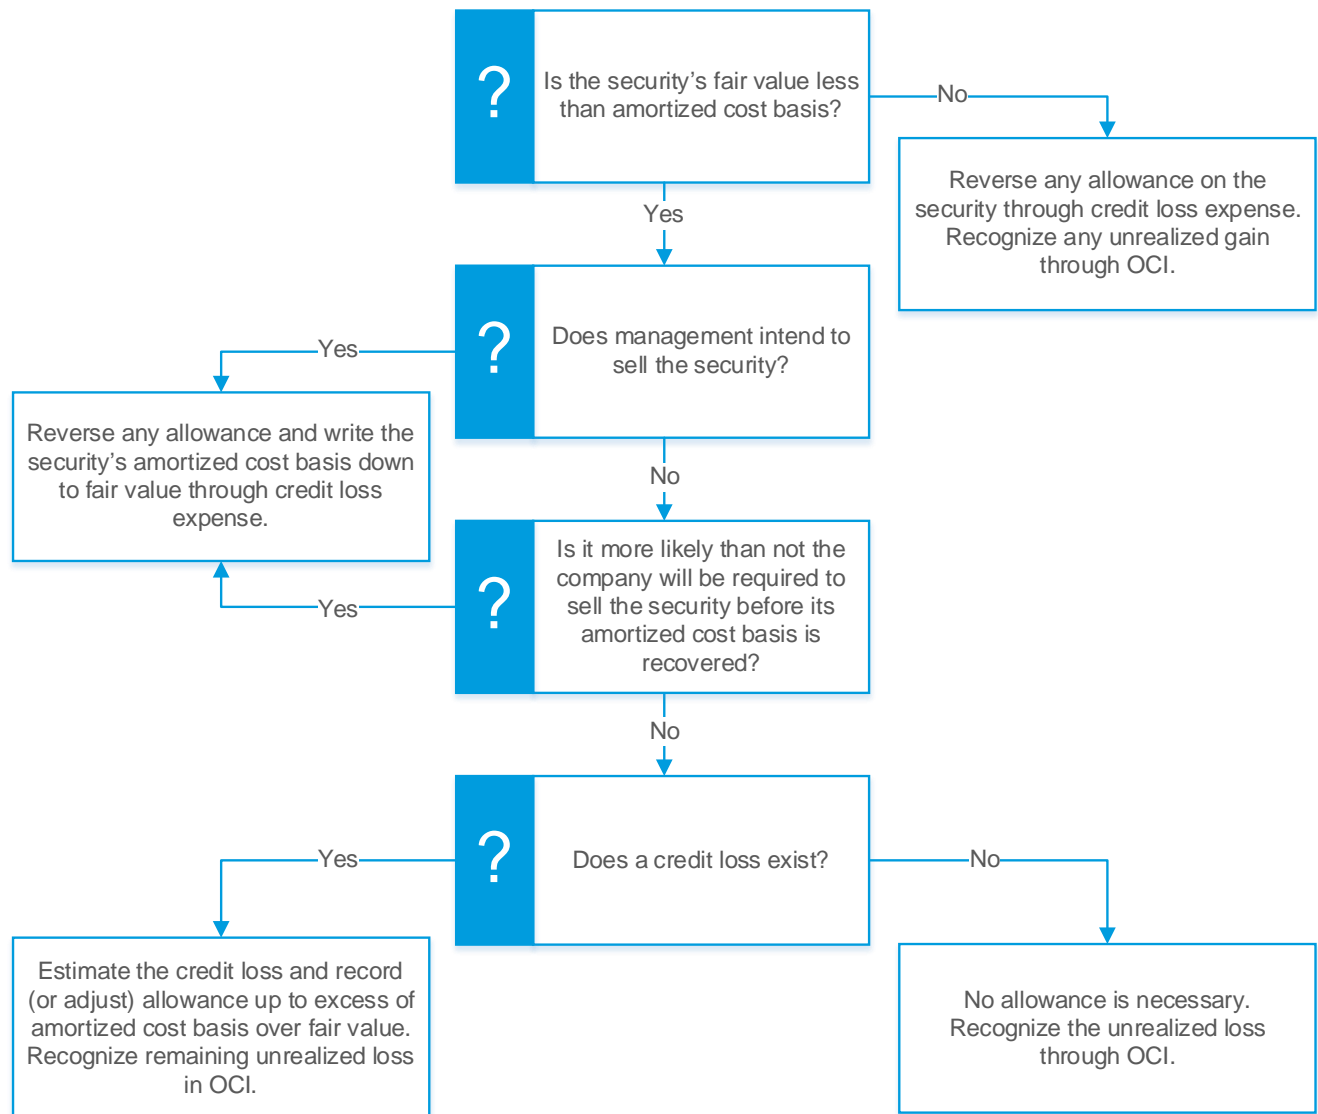 ?
Is the security’s fair value less
than amortized cost basis?
No
Reverse any allowance on the
security through credit loss expense.
Recognize any unrealized gain
through OCI.
Yes
?
Does management intend to
sell the security?
Yes
Reverse any allowance and write the
security’s amortized cost basis down
to fair value through credit loss
expense.
No
?
Is it more likely than not the
company will be required to
sell the security before its
amortized cost basis is
recovered?
Yes
No
?
Does a credit loss exist?
Yes
No
Estimate the credit loss and record
(or adjust) allowance up to excess of
amortized cost basis over fair value.
Recognize remaining unrealized loss
in OCI.
No allowance is necessary.
Recognize the unrealized loss
through OCI.